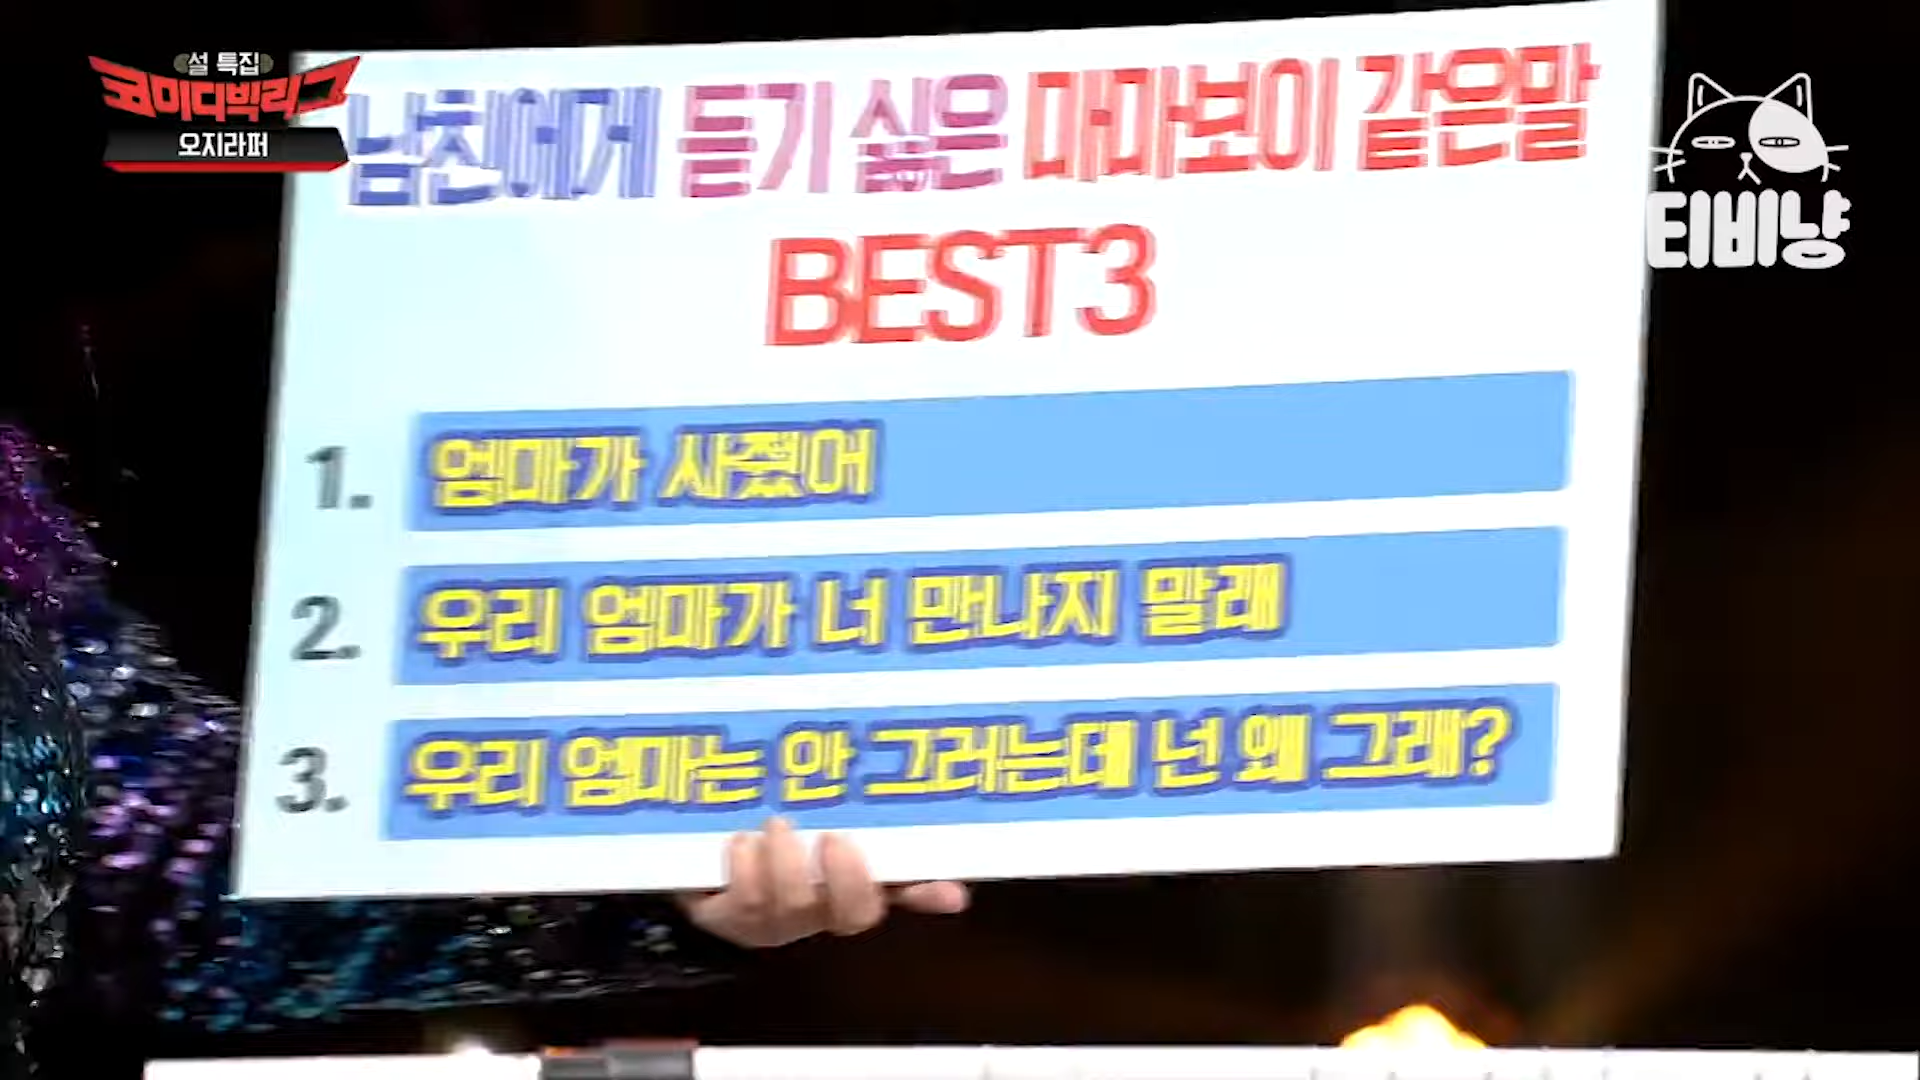 설 특집
코미디빅리그
오지라퍼
티비냥
남친에게 듣기 싫은 마마보이 같은말
BEST3
1. 엄마가 사줬어
2. 우리 엄마가 너 만나지 말래
3. 우리 엄마는 안 그러는데 넌 왜 그래?